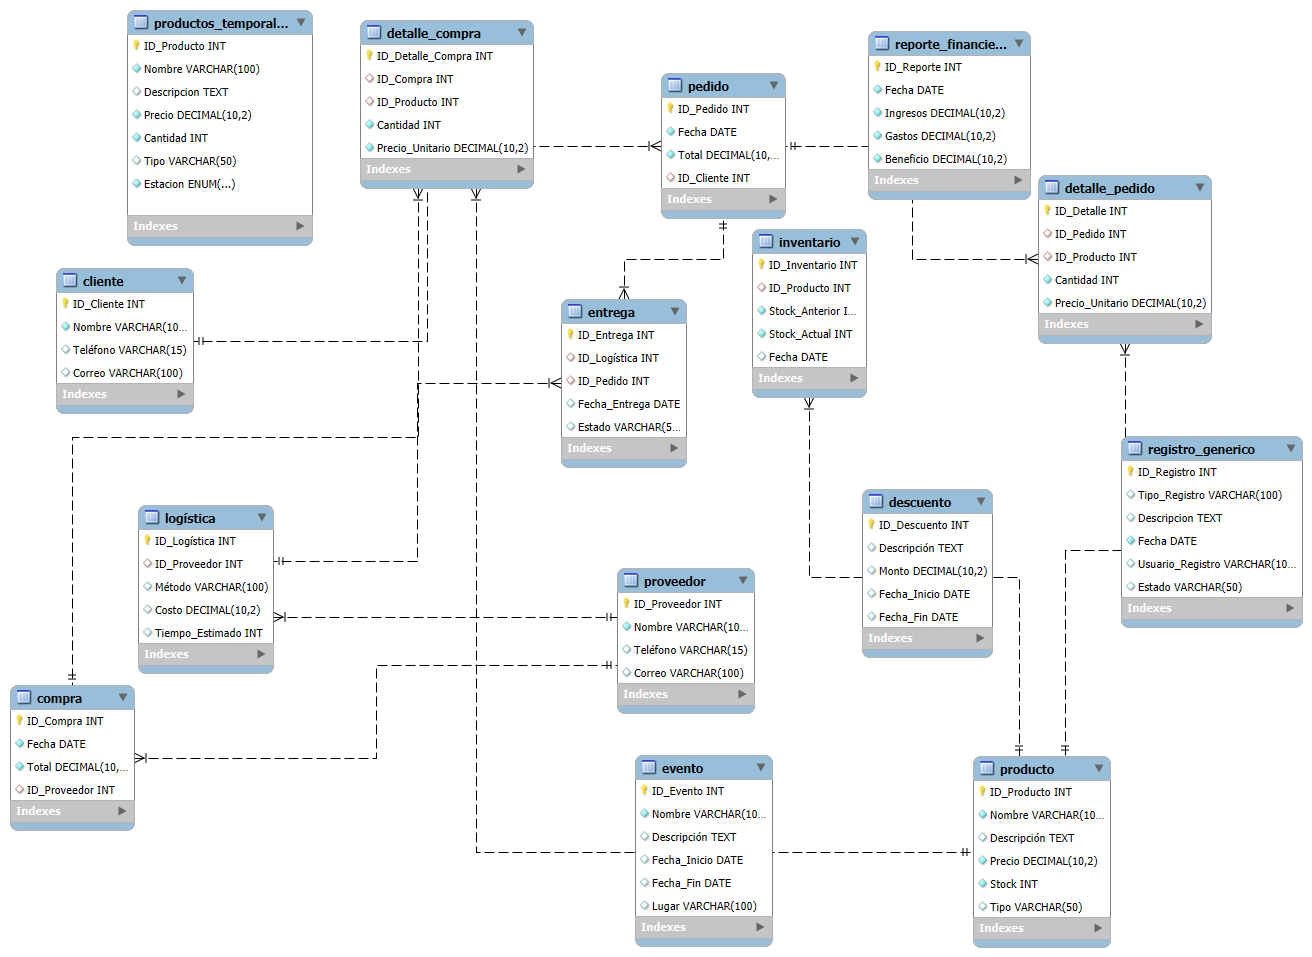 productos_temporal...
ID_Producto INT
Nombre VARCHAR(100)
Descripcion TEXT
Precio DECIMAL(10,2)
Cantidad INT
Tipo VARCHAR(50)
Estacion ENUM(...)
Indexes
detalle_compra
ID_Detalle_Compra INT
ID_Compra INT
ID_Producto INT
Cantidad INT
Precio_Unitario DECIMAL(10,2)
Indexes
pedido
ID_Pedido INT
Fecha DATE
Total DECIMAL(10,...
ID_Cliente INT
Indexes
reporte_financie...
ID_Reporte INT
Fecha DATE
Ingresos DECIMAL(10,2)
Gastos DECIMAL(10,2)
Beneficio DECIMAL(10,2)
Indexes
detalle_pedido
ID_Detalle INT
ID_Pedido INT
ID_Producto INT
Cantidad INT
Precio_Unitario DECIMAL(10,2)
Indexes
cliente
ID_Cliente INT
Nombre VARCHAR(10...
Teléfono VARCHAR(15)
Correo VARCHAR(100)
Indexes
entrega
ID_Entrega INT
ID_Logística INT
ID_Pedido INT
Fecha_Entrega DATE
Estado VARCHAR(5...
Indexes
inventario
ID_Inventario INT
ID_Producto INT
Stock_Anterior I...
Stock_Actual INT
Fecha DATE
Indexes
registro_generico
ID_Registro INT
Tipo_Registro VARCHAR(100)
Descripcion TEXT
Fecha DATE
Usuario_Registro VARCHAR(10...
Estado VARCHAR(50)
Indexes
logística
ID_Logística INT
ID_Proveedor INT
Método VARCHAR(100)
Costo DECIMAL(10,2)
Tiempo_Estimado INT
Indexes
descuento
ID_Descuento INT
Descripción TEXT
Monto DECIMAL(10,2)
Fecha_Inicio DATE
Fecha_Fin DATE
Indexes
proveedor
ID_Proveedor INT
Nombre VARCHAR(10...
Teléfono VARCHAR(15)
Correo VARCHAR(100)
Indexes
compra
ID_Compra INT
Fecha DATE
Total DECIMAL(10,...
ID_Proveedor INT
Indexes
evento
ID_Evento INT
Nombre VARCHAR(10...
Descripción TEXT
Fecha_Inicio DATE
Fecha_Fin DATE
Lugar VARCHAR(100)
Indexes
producto
ID_Producto INT
Nombre VARCHAR(10...
Descripción TEXT
Precio DECIMAL(10,2)
Stock INT
Tipo VARCHAR(50)
Indexes